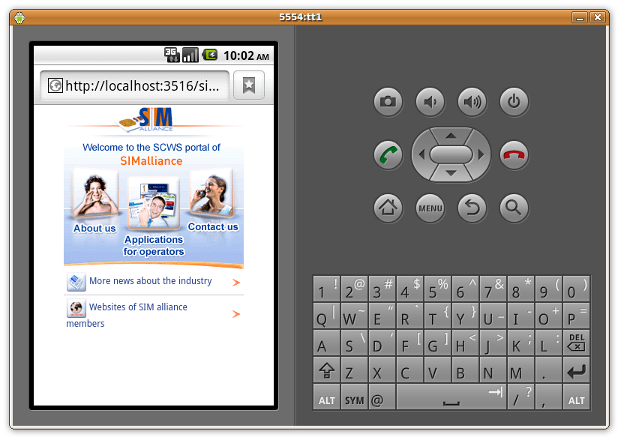 5554:tt1
3G
10:02 AM
http://localhost:3516/si...
SIM
ALLIANCE
Welcome to the SCWS portal of
SIMalliance
About us
Applications
for operators
Contact us
More news about the industry
Websites of SIM alliance
members
MENU
1 ! 2 @ 3 # 4 $ 5 % 6 ^ 7 & 8 * 9 ( 0 )
Q | W ~ E " R ` T { Y } U _ I - O + P =
A S \ D ' F [ G ] H < J > K ; L : DEL
Z X C V B N M .
ALT SYM @ / ? , ALT